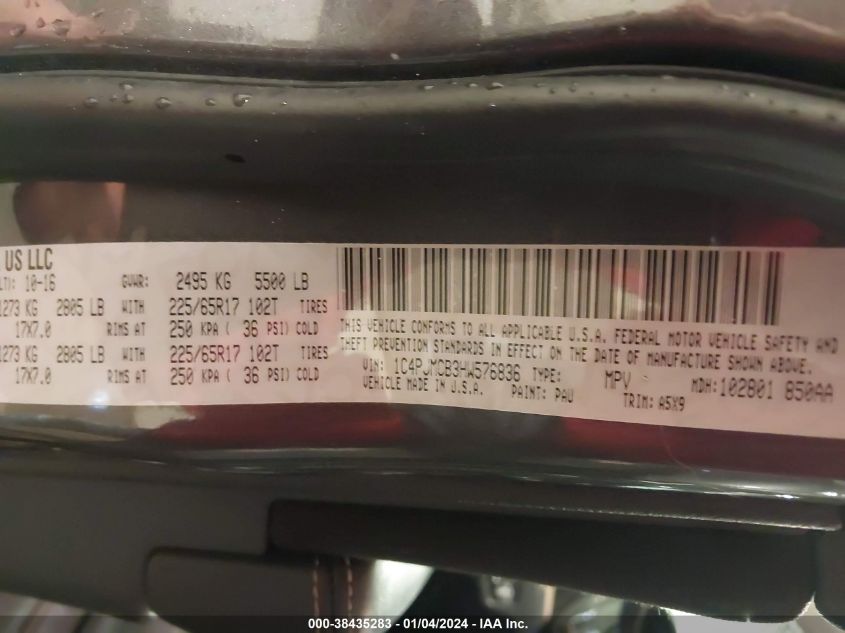 US LLC
10-16 GVWR: 2495 KG 5500 LB
1273 KG 2805 LB WITH 225/65R17 102T TIRES
17X7.0 RIMS AT 250 KPA ( 36 PSI) COLD
1273 KG 2805 LB WITH 225/65R17 102T TIRES
17X7.0 RIMS AT 250 KPA ( 36 PSI) COLD
THIS VEHICLE CONFORMS TO ALL APPLICABLE U.S.A. FEDERAL MOTOR VEHICLE SAFETY AND
THEFT PREVENTION STANDARDS IN EFFECT ON THE DATE OF MANUFACTURE SHOWN ABOVE.
VIN: 1C4PJMCB3HW576836 TYPE: MPV MDH: 102801 850AA
VEHICLE MADE IN U.S.A. PAINT: PAU TRIM: A5X9
000-38435283 - 01/04/2024 - IAA Inc.